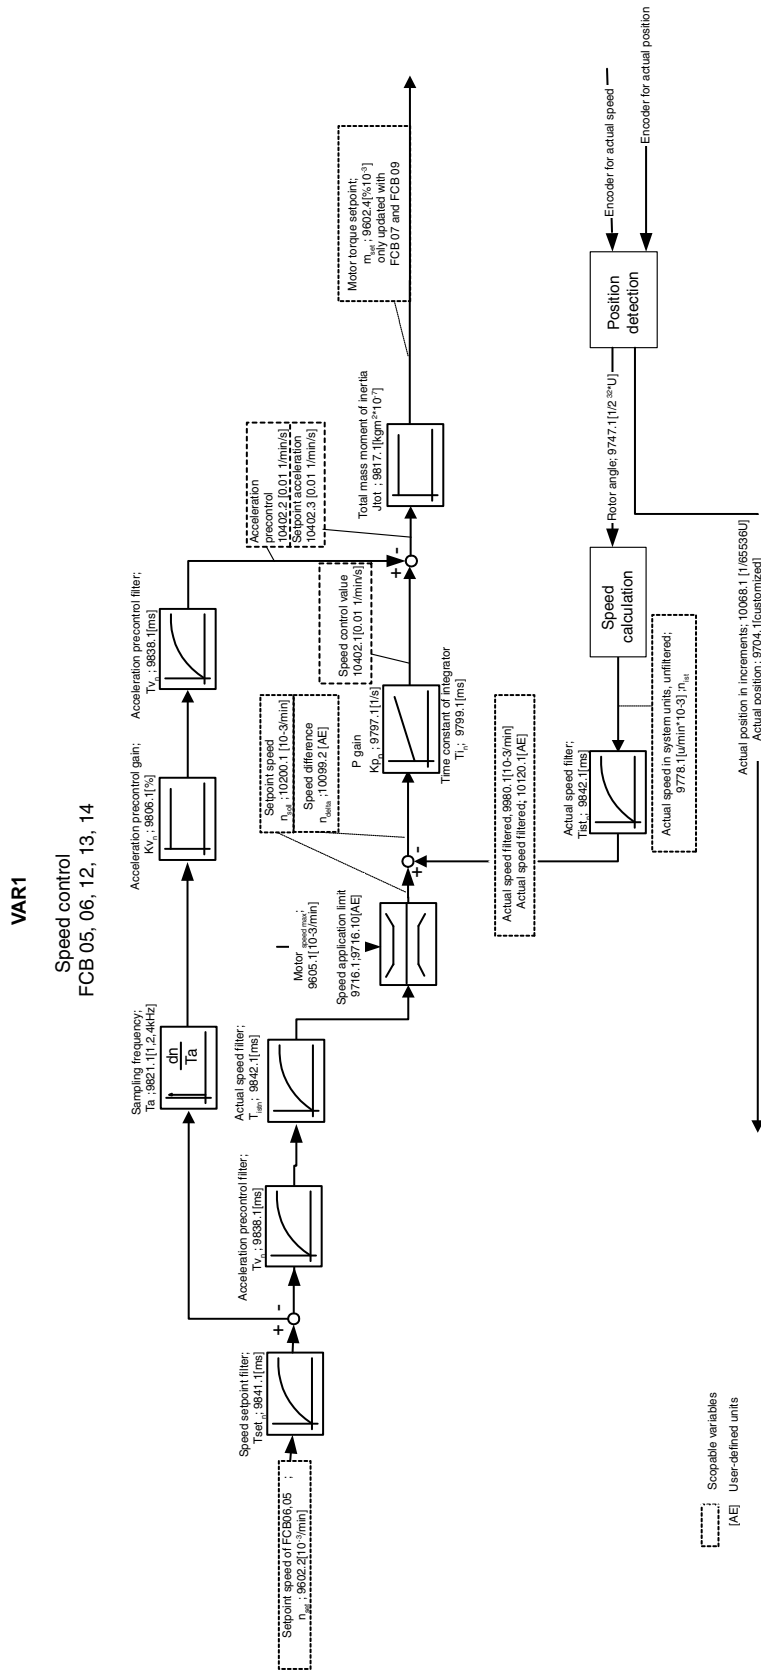 VAR1
Speed control
FCB 05, 06, 12, 13, 14
Sampling frequency;
Ta ;9821.1[1,2,4kHz]
dn
Ta
Acceleration precontrol gain;
Kv_n ; 9806.1[%]
Acceleration precontrol filter;
Tv_n ; 9838.1[ms]
Setpoint speed of FCB06,05 ;
n_set ; 9602.2[10-³/min]
Speed setpoint filter;
Tset_n ; 9841.1[ms]
+
-
Acceleration precontrol filter;
Tv_n ; 9838.1[ms]
Actual speed filter;
T_istn ; 9842.1[ms]
Motor speed max;
9605.1[10-3/min]
Speed application limit
9716.1;9716.10[AE]
Setpoint speed
n_soll ;10200.1 [10-3/min]
Speed difference
n_delta ;10099.2 [AE]
+
-
P gain
Kp_n ; 9797.1[1/s]
Time constant of integrator
Ti_n ; 9799.1[ms]
Speed control value
10402.1[0.01 1/min/s]
Acceleration
precontrol
10402.2 [0.01 1/min/s]
Setpoint acceleration
10402.3 [0.01 1/min/s]
+
-
Total mass moment of inertia
Jtot ; 9817.1[kgm²*10-⁷]
Motor torque setpoint;
m_set ; 9602.4[%10-³]
only updated with
FCB 07 and FCB 09
Actual speed filtered, 9980.1[10-3/min]
Actual speed filtered; 10120.1[AE]
Actual speed filter;
Tist_n ; 9842.1[ms]
Actual speed in system units, unfiltered;
9778.1[u/min*10-3] ;n_ist
Speed
calculation
Rotor angle; 9747.1[1/2 ³²*U]
Position
detection
Encoder for actual speed
Encoder for actual position
Actual position in increments; 10068.1 [1/65536U]
Actual position : 9704.1[customized]
Scopable variables
[AE] User-defined units